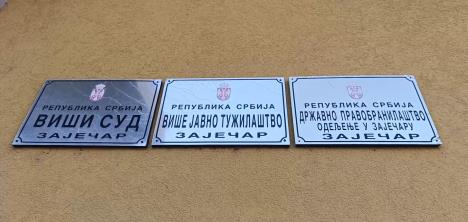 РЕПУБЛИКА СРБИЈА
ВИШИ СУД
ЗАЈЕЧАР
РЕПУБЛИКА СРБИЈА
ВИШЕ ЈАВНО ТУЖИЛАШТВО
ЗАЈЕЧАР
РЕПУБЛИКА СРБИЈА
ДРЖАВНО ПРАВОБРАНИЛАШТВО
ОДЕЉЕЊЕ У ЗАЈЕЧАРУ
ЗАЈЕЧАР